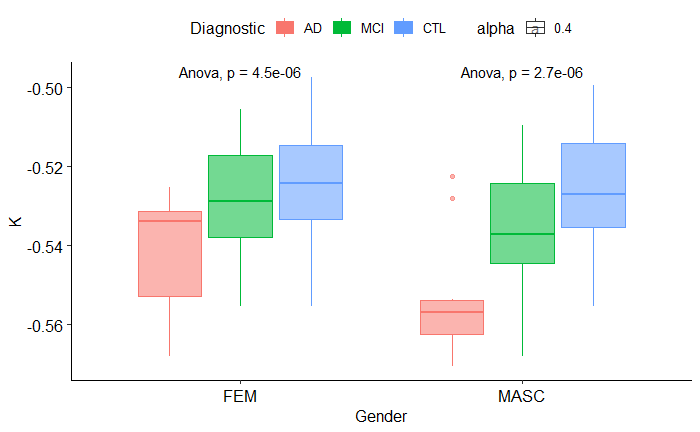 Diagnostic AD MCI CTL alpha a 0.4
Anova, p = 4.5e-06 Anova, p = 2.7e-06
-0.50
-0.52
-0.54
-0.56
K
FEM MASC
Gender